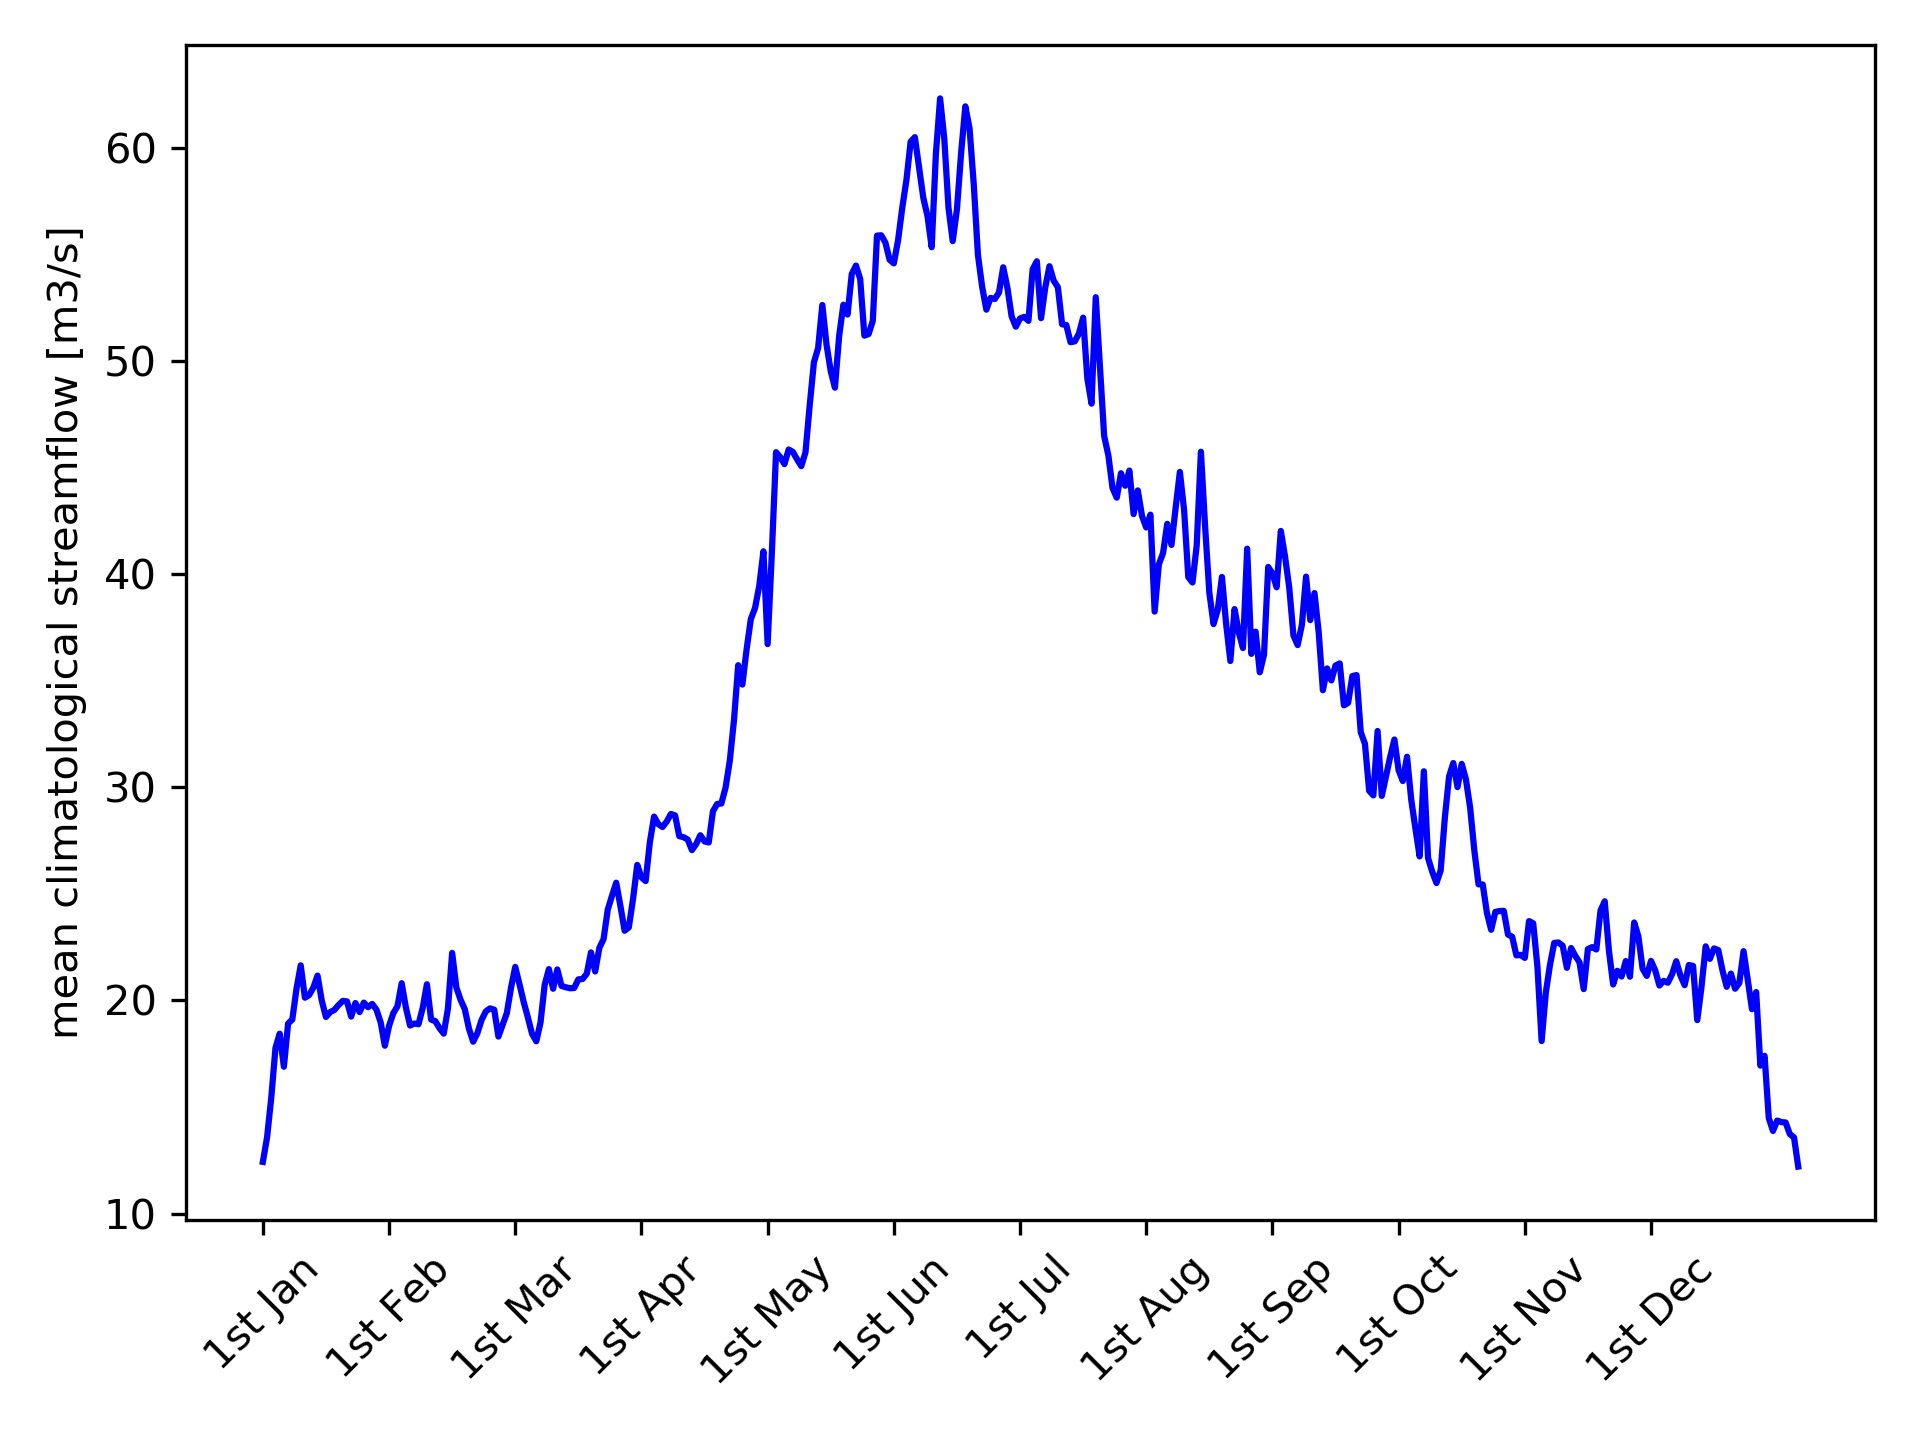 mean climatological streamflow [m3/s]
60
50
40
30
20
10
1st Jan
1st Feb
1st Mar
1st Apr
1st May
1st Jun
1st Jul
1st Aug
1st Sep
1st Oct
1st Nov
1st Dec